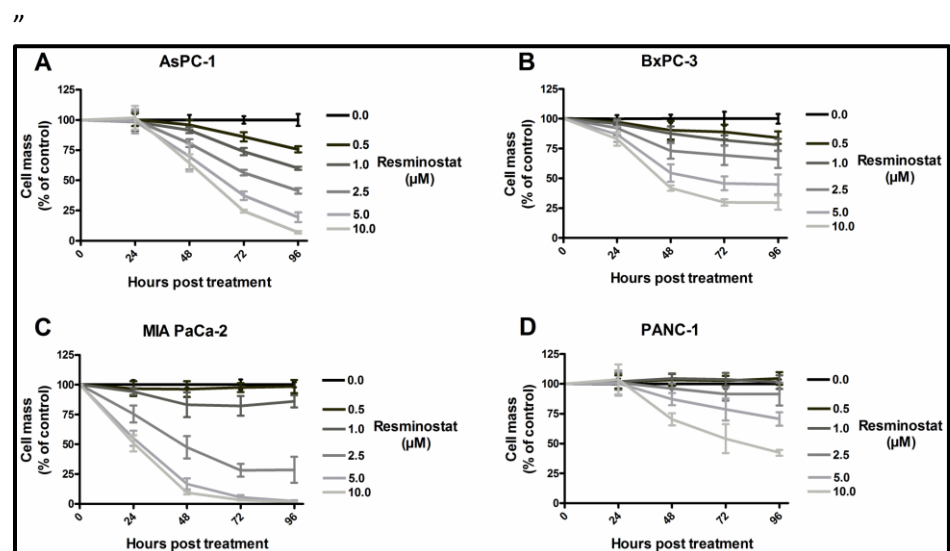 ”
A
AsPC-1
Cell mass
(% of control)
125
100
75
50
25
0
0
24
48
72
96
Hours post treatment
0.0
0.5
1.0
2.5
5.0
10.0
Resminostat
(µM)
B
BxPC-3
Cell mass
(% of control)
125
100
75
50
25
0
0
24
48
72
96
Hours post treatment
0.0
0.5
1.0
2.5
5.0
10.0
Resminostat
(µM)
C
MIA PaCa-2
Cell mass
(% of control)
125
100
75
50
25
0
0
24
48
72
96
Hours post treatment
0.0
0.5
1.0
2.5
5.0
10.0
Resminostat
(µM)
D
PANC-1
Cell mass
(% of control)
125
100
75
50
25
0
0
24
48
72
96
Hours post treatment
0.0
0.5
1.0
2.5
5.0
10.0
Resminostat
(µM)